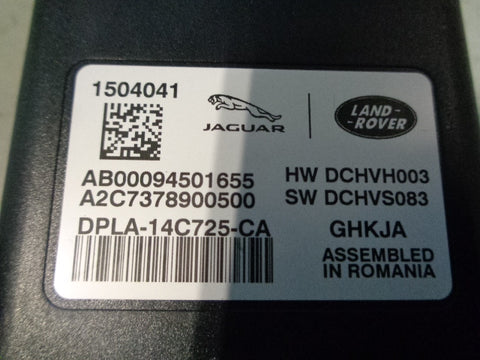 1504041
JAGUAR
LAND-
-ROVER
AB00094501655
HW DCHVH003
A2C7378900500
SW DCHVS083
DPLA-14C725-CA
GHKJA
ASSEMBLED
IN ROMANIA